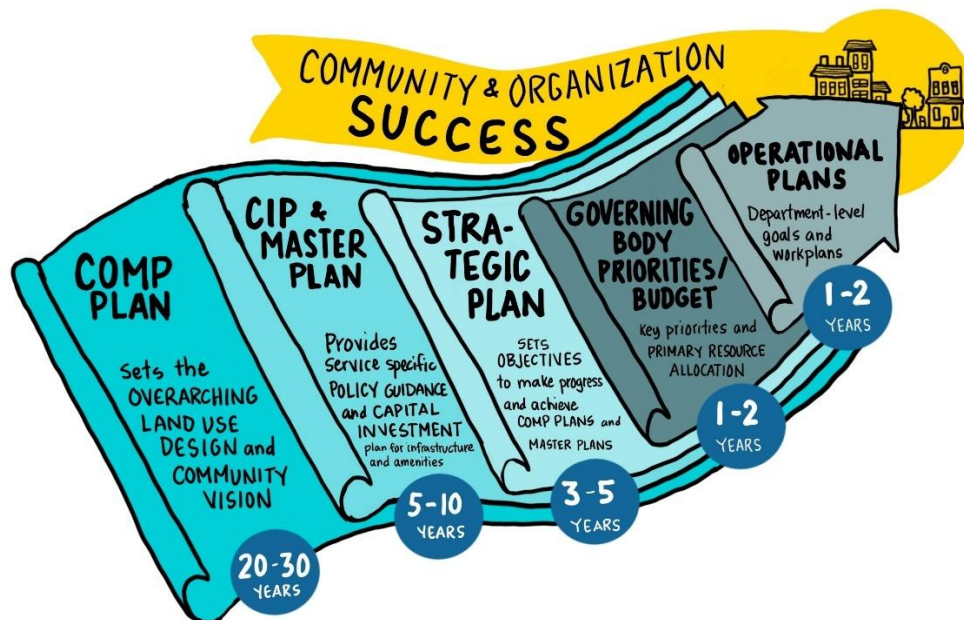 COMMUNITY & ORGANIZATION
SUCCESS
COMP
PLAN
Sets the
OVERARCHING
LAND USE
DESIGN and
COMMUNITY
VISION
20-30
YEARS
CIP &
MASTER
PLAN
Provides
Service specific
POLICY GUIDANCE
and CAPITAL
INVESTMENT
plan for infrastructure
and amenities
5-10
YEARS
STRA-
TEGIC
PLAN
SETS
OBJECTIVES
to make progress
and achieve
COMP PLANS and
MASTER PLANS
3-5
YEARS
GOVERNING
BODY
PRIORITIES/
BUDGET
Key priorities and
PRIMARY RESOURCE
ALLOCATION
1-2
YEARS
OPERATIONAL
PLANS
Department-level
goals and
workplans
1-2
YEARS